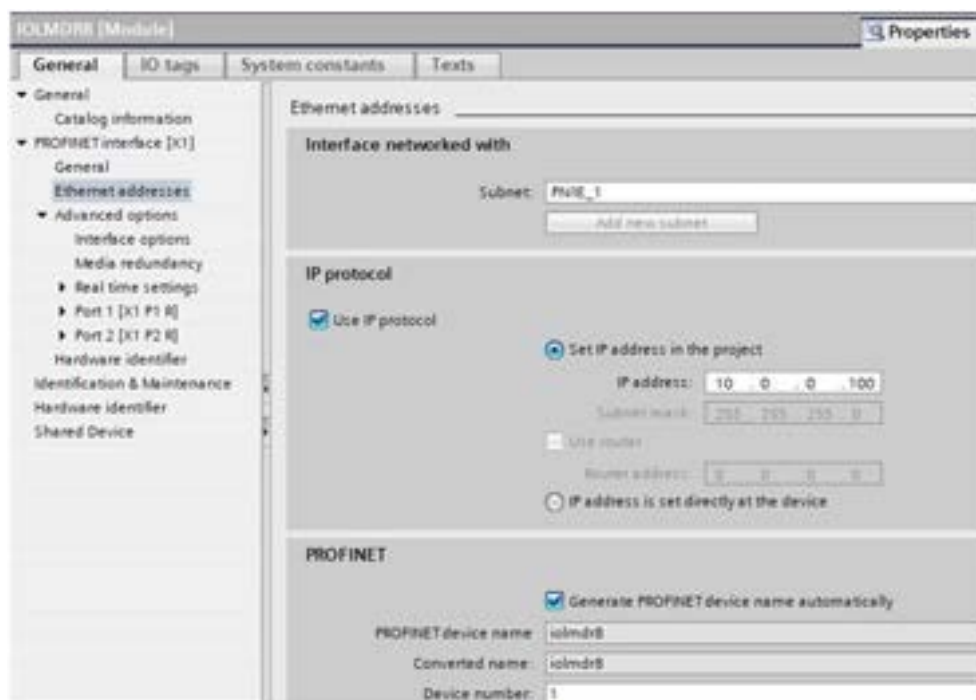 IOLMDR8 [Module]
Properties
General
IO tags
System constants
Texts
General
Catalog information
PROFINET interface [X1]
General
Ethernet addresses
Advanced options
Interface options
Media redundancy
Real time settings
Port 1 [X1 P1 R]
Port 2 [X1 P2 R]
Hardware identifier
Identification & Maintenance
Hardware identifier
Shared Device
Ethernet addresses
Interface networked with
Subnet: PN/IE_1
Add new subnet
IP protocol
Use IP protocol
Set IP address in the project
IP address: 10 . 0 . 0 . 100
Subnet mask: 255 . 255 . 255 . 0
Use router
Router address: 0 . 0 . 0 . 0
IP address is set directly at the device
PROFINET
Generate PROFINET device name automatically
PROFINET device name iolmdr8
Converted name: iolmdr8
Device number: 1